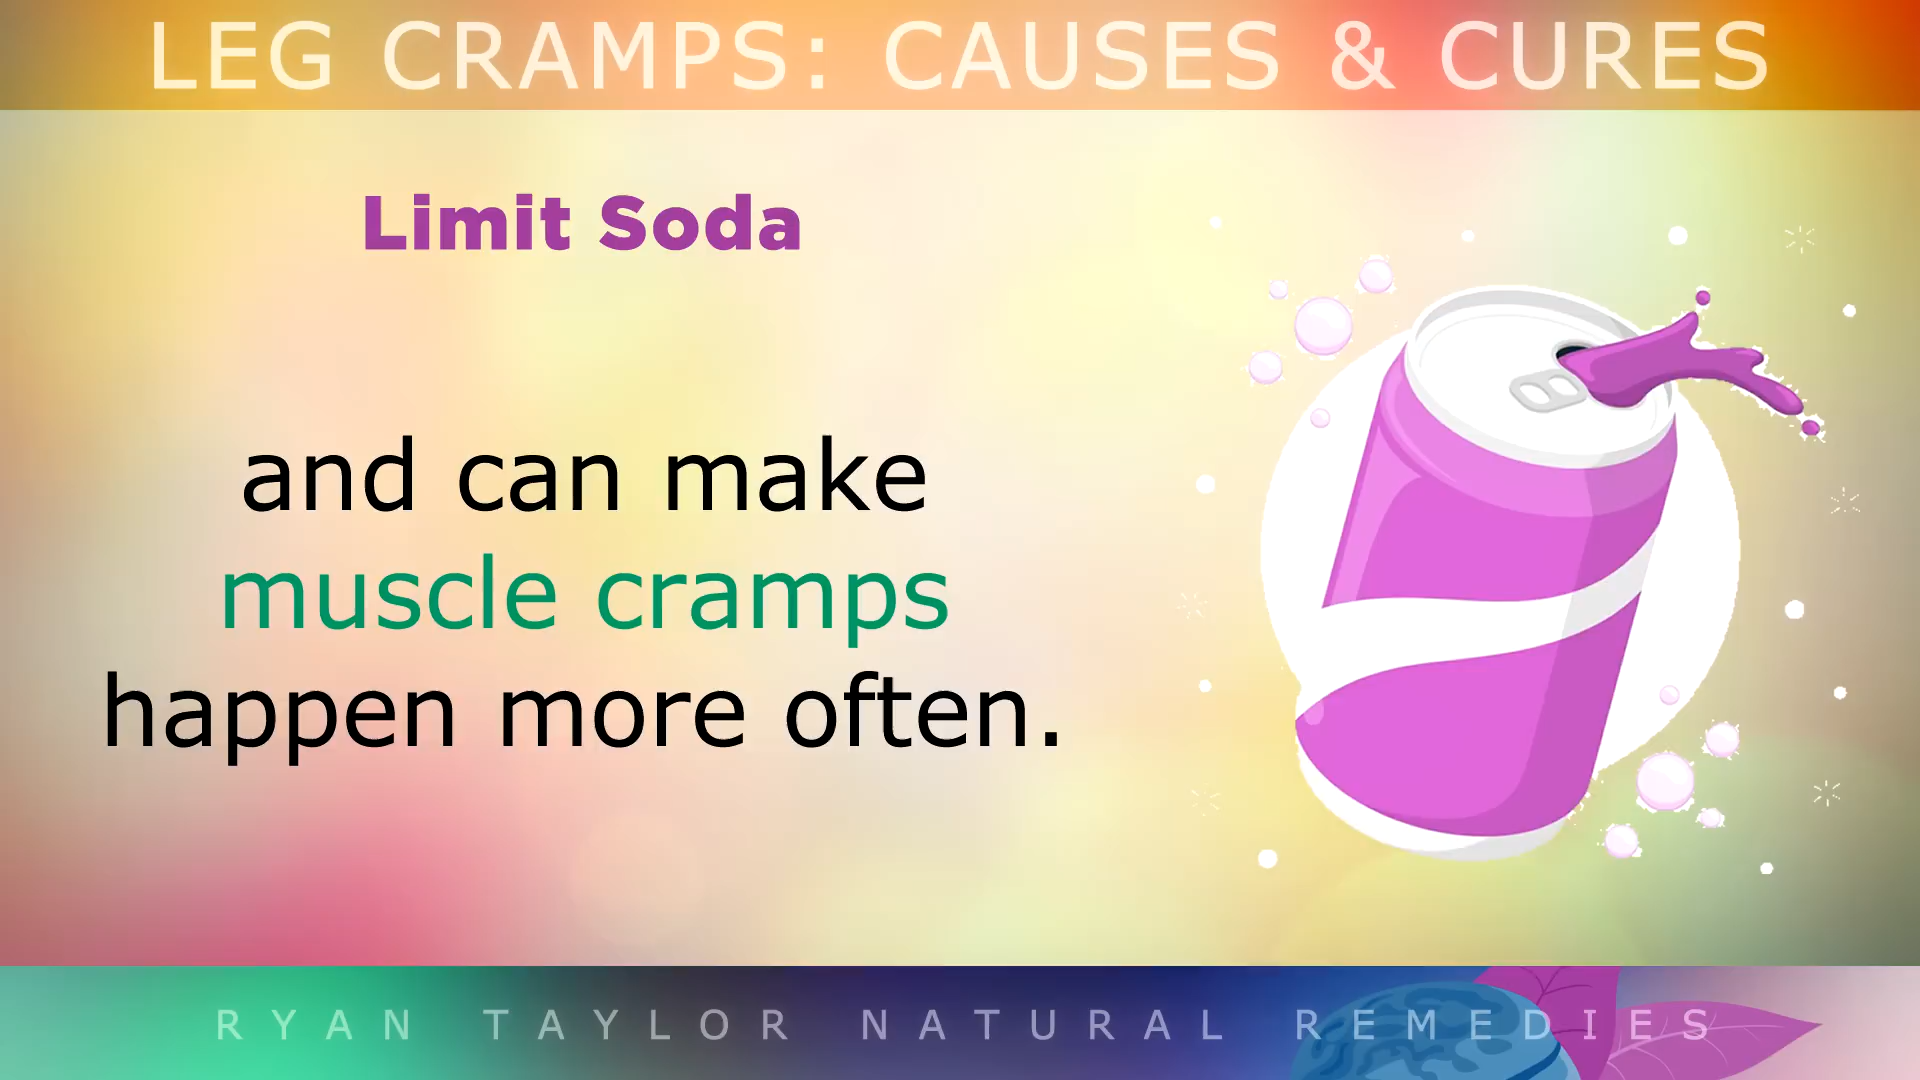 LEG CRAMPS: CAUSES & CURES
Limit Soda
and can make
muscle cramps
happen more often.
RYAN TAYLOR NATURAL REMEDIES